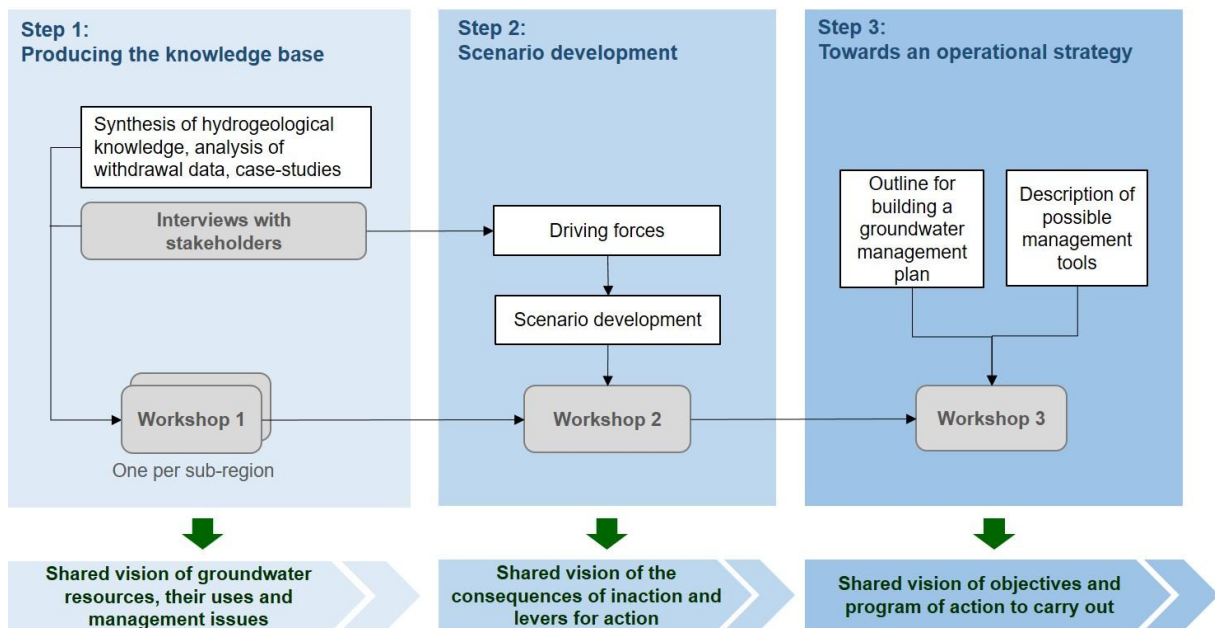 Step 1:
Producing the knowledge base
Synthesis of hydrogeological
knowledge, analysis of
withdrawal data, case-studies
Interviews with
stakeholders
Workshop 1
One per sub-region
Step 2:
Scenario development
Driving forces
Scenario development
Workshop 2
Step 3:
Towards an operational strategy
Outline for
building a
groundwater
management
plan
Description of
possible
management
tools
Workshop 3
Shared vision of groundwater
resources, their uses and
management issues
Shared vision of the
consequences of inaction and
levers for action
Shared vision of objectives and
program of action to carry out